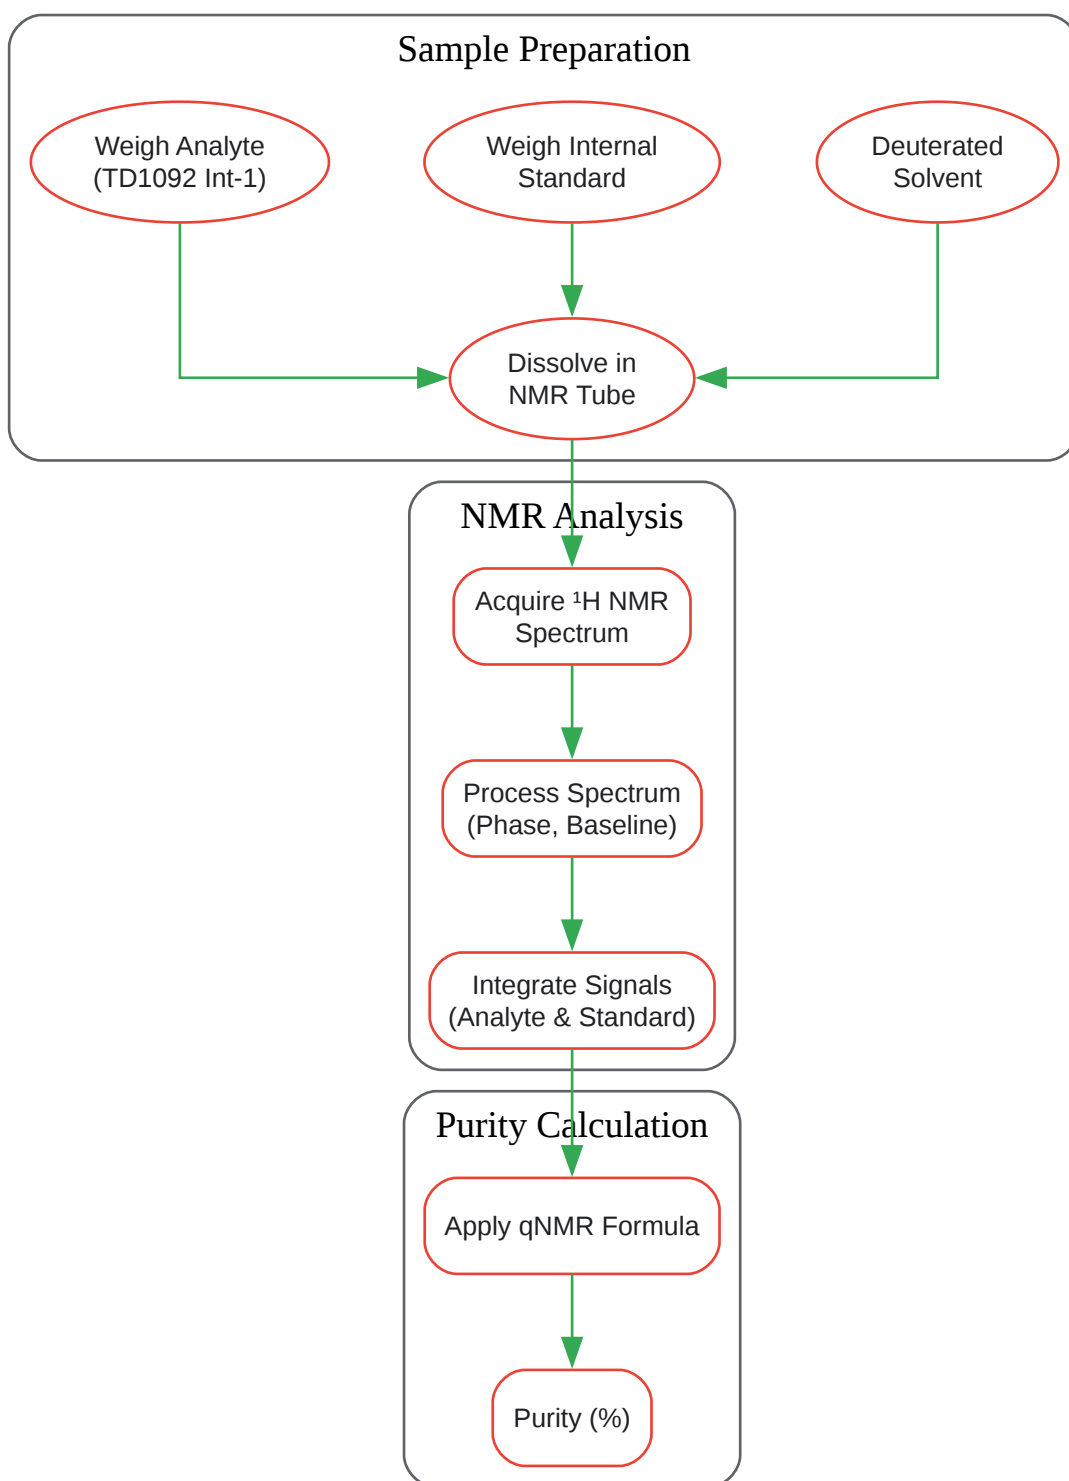 Sample Preparation
Weigh Analyte
(TD1092 Int-1)
Weigh Internal
Standard
Deuterated
Solvent
Dissolve in
NMR Tube
NMR Analysis
Acquire ¹H NMR
Spectrum
Process Spectrum
(Phase, Baseline)
Integrate Signals
(Analyte & Standard)
Purity Calculation
Apply qNMR Formula
Purity (%)